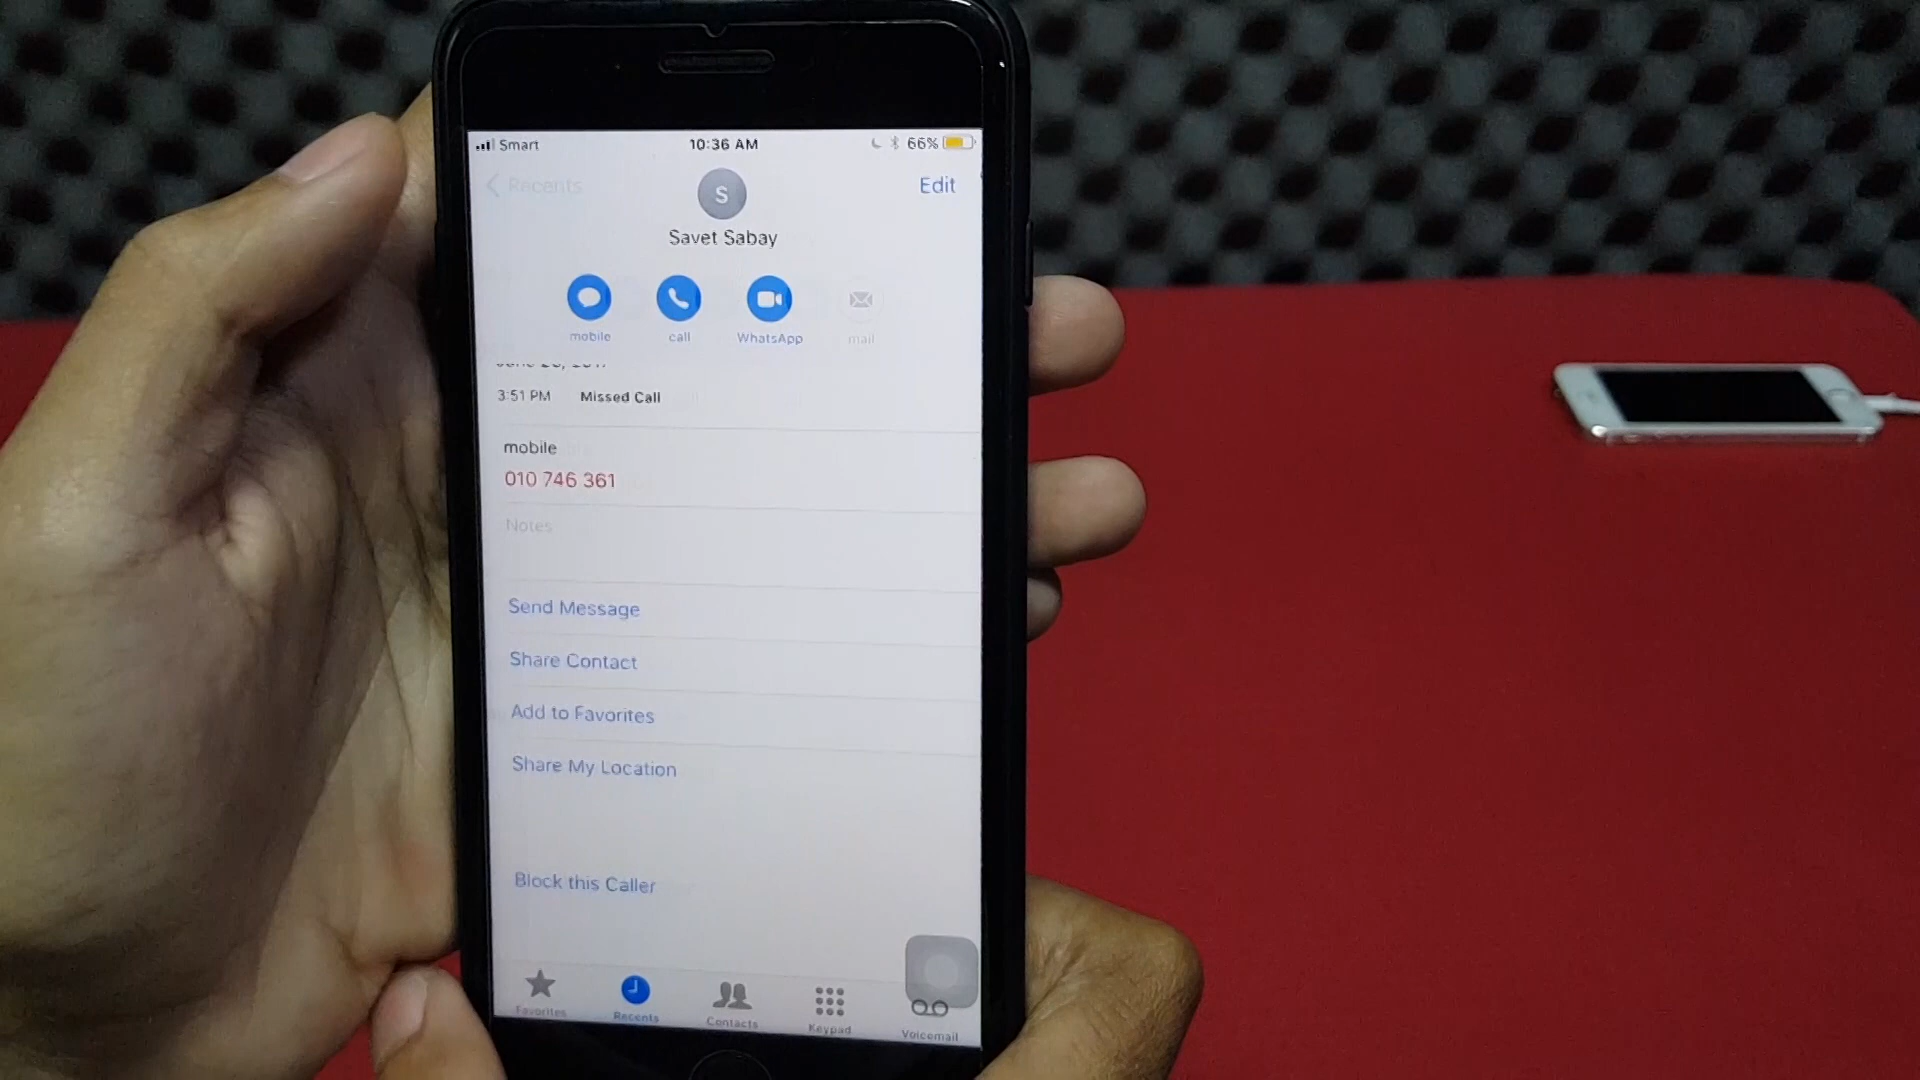 Smart 10:36 AM 66%
Recents Edit
S
Savet Sabay
mobile call WhatsApp mail
3:51 PM Missed Call
mobile
010 746 361
Notes
Send Message
Share Contact
Add to Favorites
Share My Location
Block this Caller
Favorites Recents Contacts Keypad Voicemail